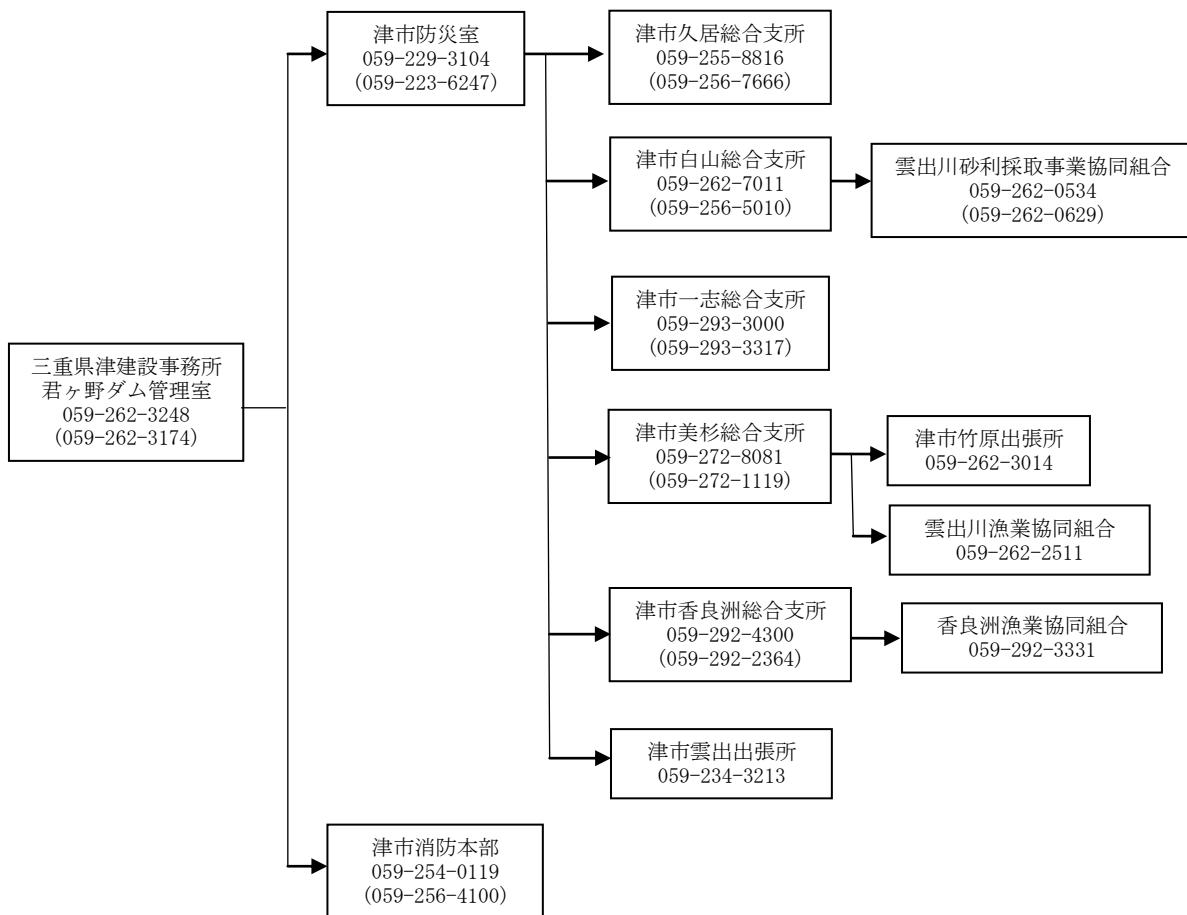 三重県津建設事務所
君ヶ野ダム管理室
059-262-3248
(059-262-3174)
津市防災室
059-229-3104
(059-223-6247)
津市久居総合支所
059-255-8816
(059-256-7666)
津市白山総合支所
059-262-7011
(059-256-5010)
雲出川砂利採取事業協同組合
059-262-0534
(059-262-0629)
津市一志総合支所
059-293-3000
(059-293-3317)
津市美杉総合支所
059-272-8081
(059-272-1119)
津市竹原出張所
059-262-3014
雲出川漁業協同組合
059-262-2511
津市香良洲総合支所
059-292-4300
(059-292-2364)
香良洲漁業協同組合
059-292-3331
津市雲出出張所
059-234-3213
津市消防本部
059-254-0119
(059-256-4100)